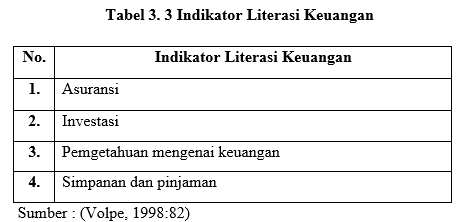 Tabel 3. 3 Indikator Literasi Keuangan
No. Indikator Literasi Keuangan
1. Asuransi
2. Investasi
3. Pemgetahuan mengenai keuangan
4. Simpanan dan pinjaman
Sumber : (Volpe, 1998:82)